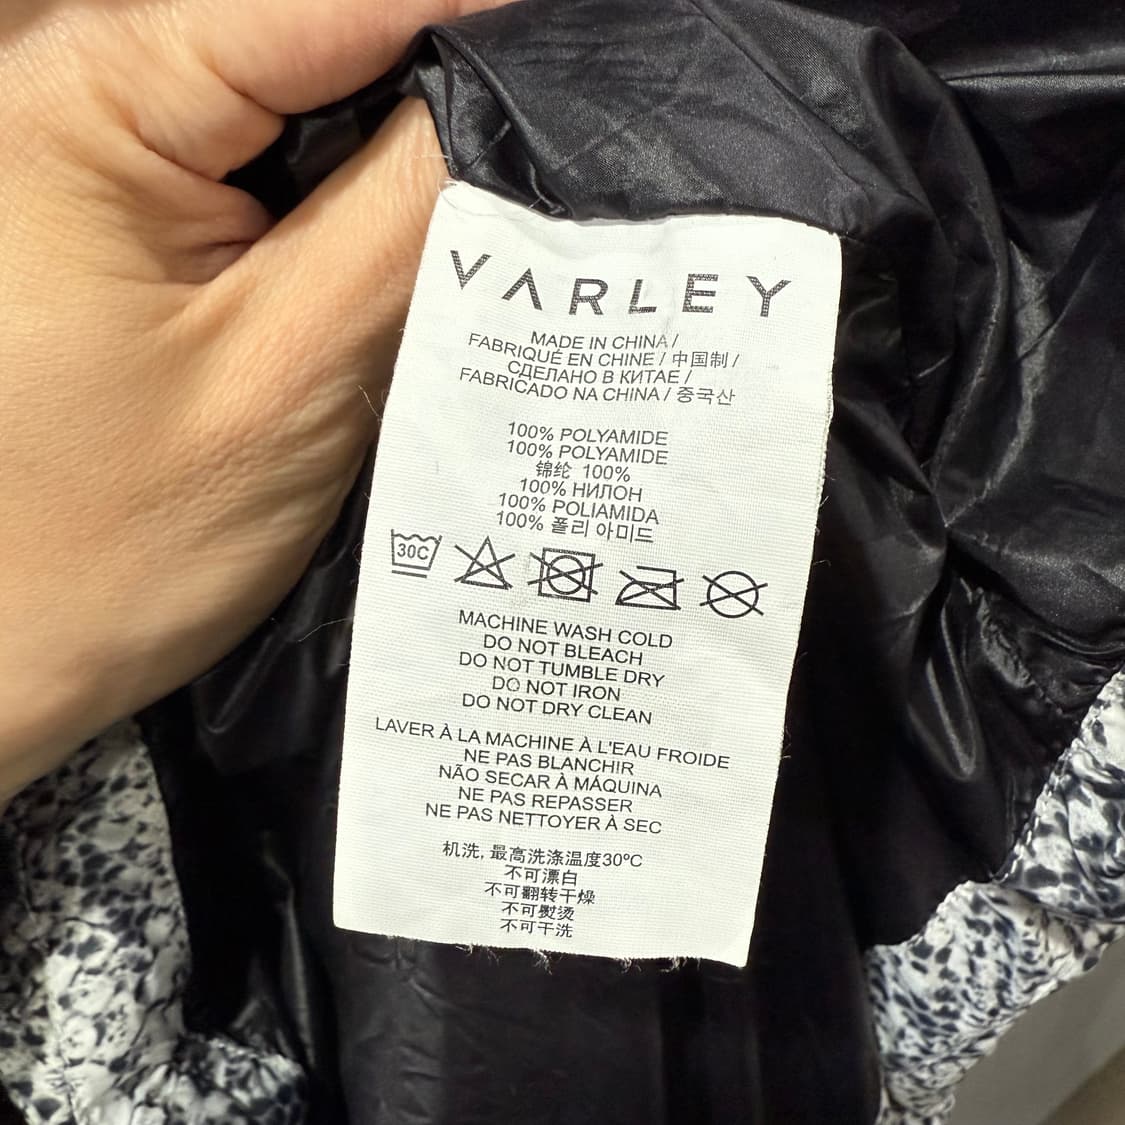 VARLEY
MADE IN CHINA /
FABRIQUÉ EN CHINE / 中国制 /
СДЕЛАНО В КИТАЕ /
FABRICADO NA CHINA / 중국산
100% POLYAMIDE
100% POLYAMIDE
锦纶 100%
100% НИЛОН
100% POLIAMIDA
100% 폴리 아미드
30C
MACHINE WASH COLD
DO NOT BLEACH
DO NOT TUMBLE DRY
DO NOT IRON
DO NOT DRY CLEAN
LAVER À LA MACHINE À L'EAU FROIDE
NE PAS BLANCHIR
NÃO SECAR À MÁQUINA
NE PAS REPASSER
NE PAS NETTOYER À SEC
机洗, 最高洗涤温度30ºC
不可漂白
不可翻转干燥
不可熨烫
不可干洗